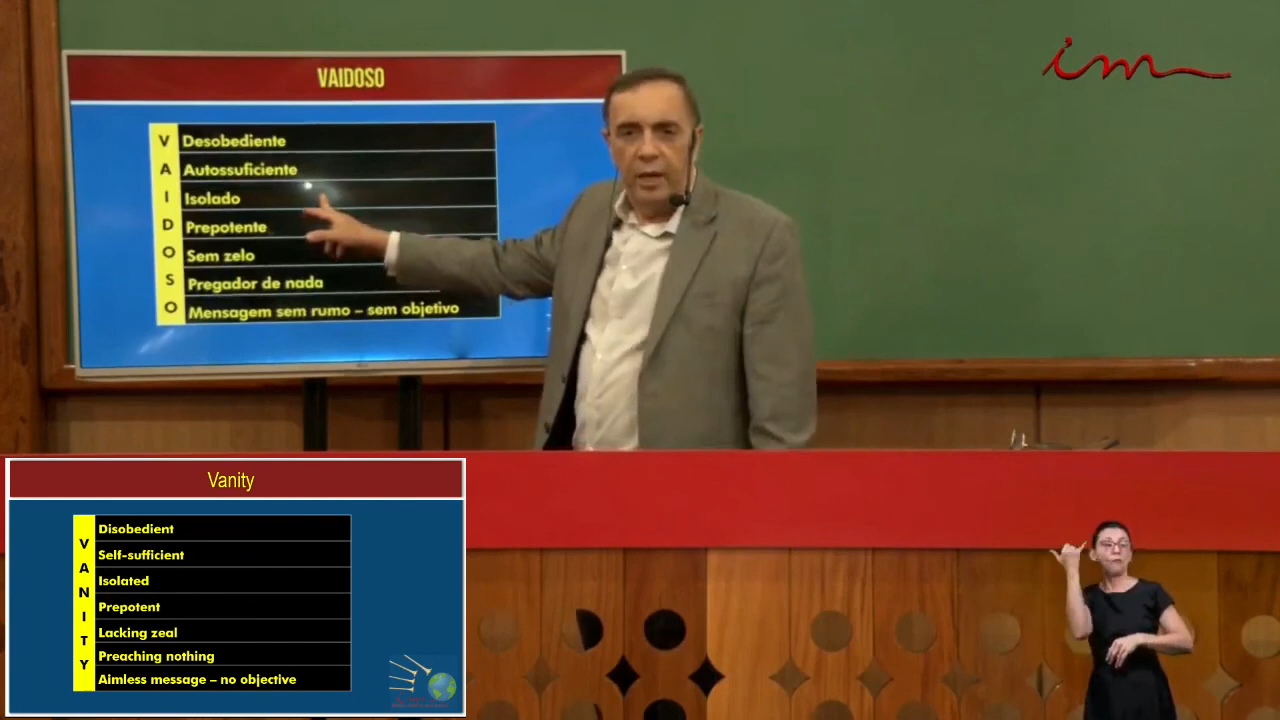 VAIDOSO
V
A
I
D
O
S
O
Desobediente
Autossuficiente
Isolado
Prepotente
Sem zelo
Pregador de nada
Mensagem sem rumo – sem objetivo
im
Vanity
V
A
N
I
T
Y
Disobedient
Self-sufficient
Isolated
Prepotent
Lacking zeal
Preaching nothing
Aimless message – no objective